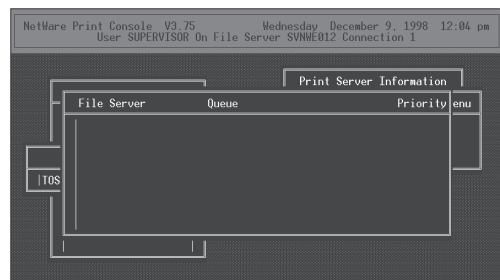 NetWare Print Console  V3.75    Wednesday  December 9, 1998  12:04 pm
User SUPERVISOR On File Server SVNWE012 Connection 1
Print Server Information
File Server    Queue    Priority
enu
TOS